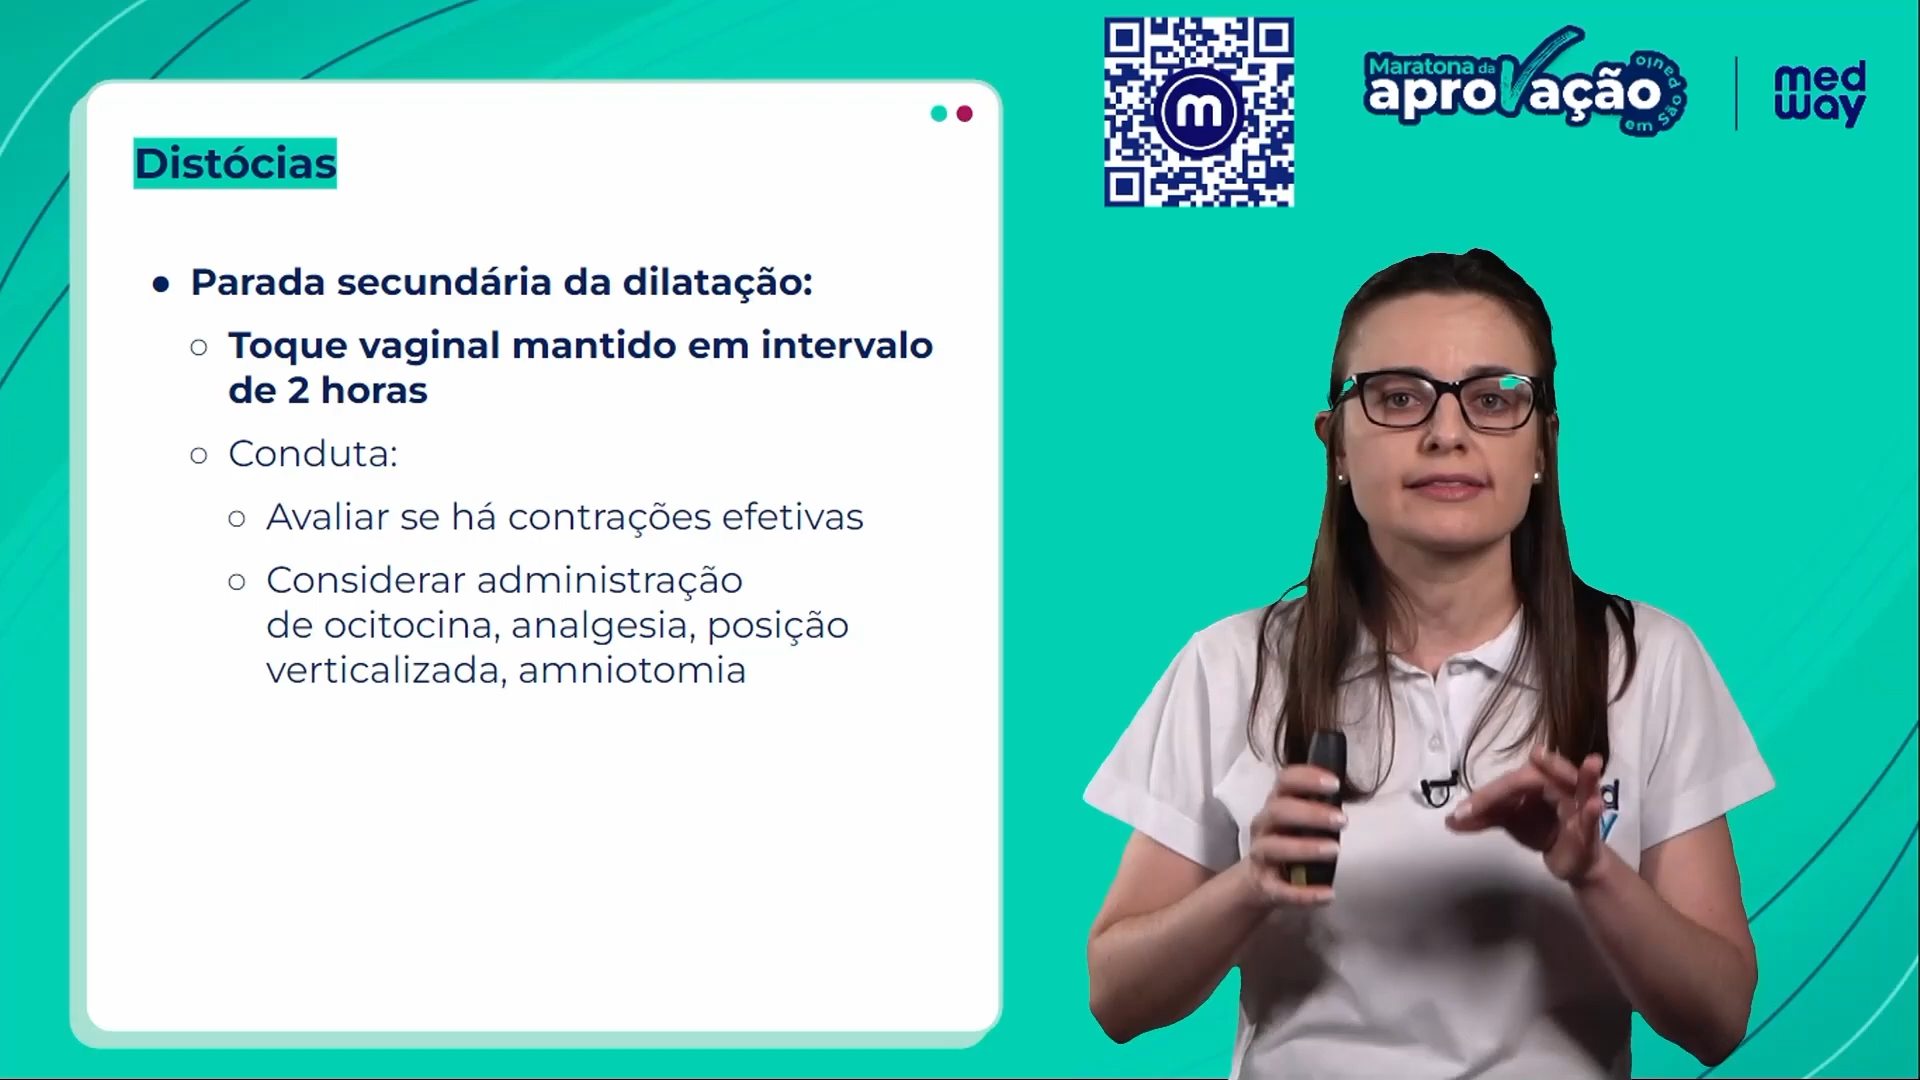 Distócias
● Parada secundária da dilatação:
○ Toque vaginal mantido em intervalo
de 2 horas
○ Conduta:
○ Avaliar se há contrações efetivas
○ Considerar administração
de ocitocina, analgesia, posição
verticalizada, amniotomia
m
Maratona da
aprovação
em São Paulo
med
way